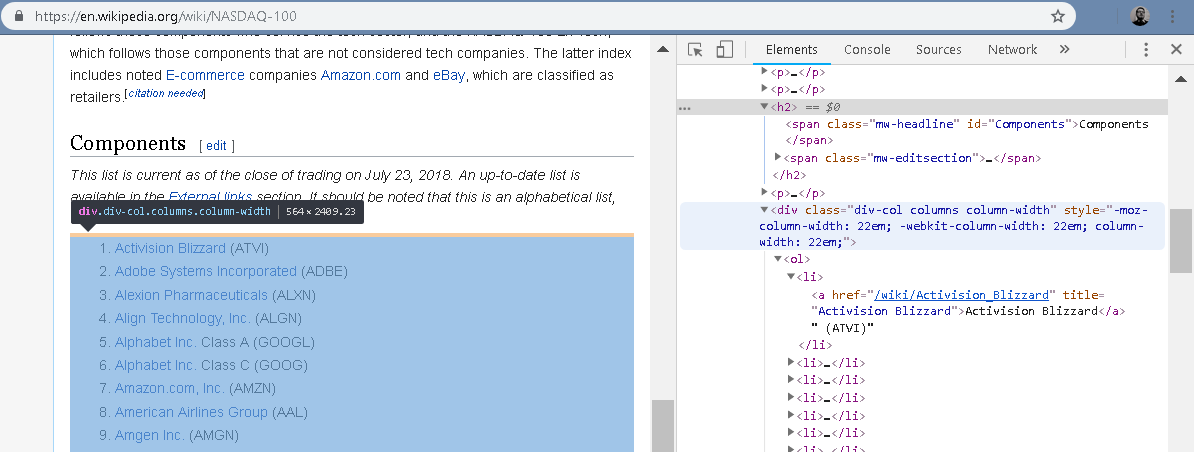 https://en.wikipedia.org/wiki/NASDAQ-100
which follows those components that are not considered tech companies. The latter index
includes noted E-commerce companies Amazon.com and eBay, which are classified as
retailers.[citation needed]
Components [ edit ]
This list is current as of the close of trading on July 23, 2018. An up-to-date list is
available in the External links section. It should be noted that this is an alphabetical list,
div.div-col.columns.column-width | 564 × 2409.23
1. Activision Blizzard (ATVI)
2. Adobe Systems Incorporated (ADBE)
3. Alexion Pharmaceuticals (ALXN)
4. Align Technology, Inc. (ALGN)
5. Alphabet Inc. Class A (GOOGL)
6. Alphabet Inc. Class C (GOOG)
7. Amazon.com, Inc. (AMZN)
8. American Airlines Group (AAL)
9. Amgen Inc. (AMGN)
Elements Console Sources Network »
<p>…</p>
<p>…</p>
<h2> == $0
<span class="mw-headline" id="Components">Components
</span>
<span class="mw-editsection">…</span>
</h2>
<p>…</p>
<div class="div-col columns column-width" style="-moz-
column-width: 22em; -webkit-column-width: 22em; column-
width: 22em;">
<ol>
<li>
<a href="/wiki/Activision_Blizzard" title=
"Activision Blizzard">Activision Blizzard</a>
" (ATVI)"
</li>
<li>…</li>
<li>…</li>
<li>…</li>
<li>…</li>
<li>…</li>
<li>…</li>